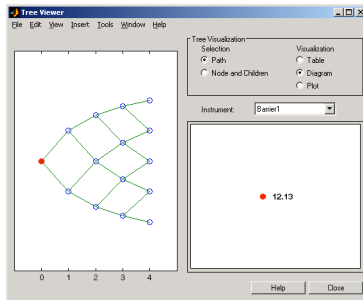 Tree Viewer
File Edit View Insert Tools Window Help
Tree Visualization
Selection
Visualization
Path
Table
Node and Children
Diagram
Plot
Instrument:
Barrier1
12.13
0 1 2 3 4
Help
Close